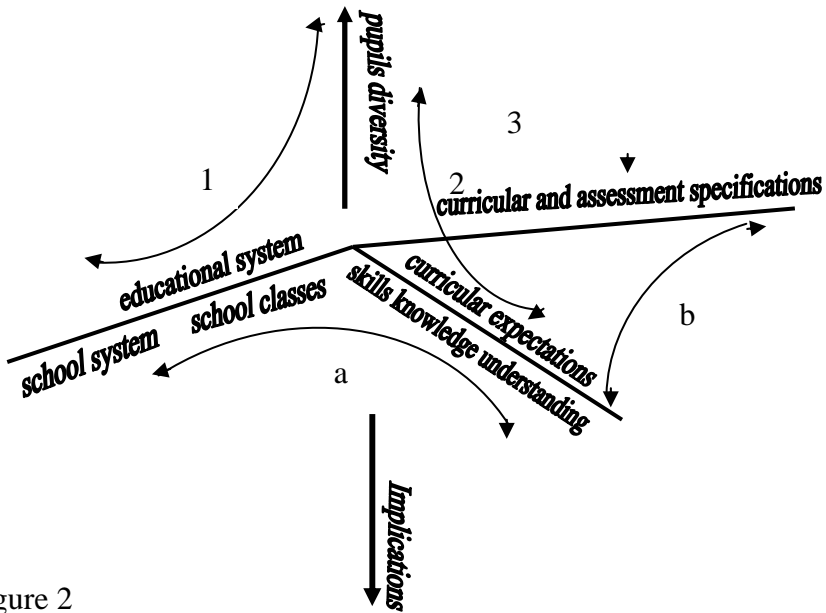 pupils diversity
3
1
2
curricular and assessment specifications
educational system
school classes
school system
curricular expectations
skills knowledge understanding
b
a
Implications
gure 2